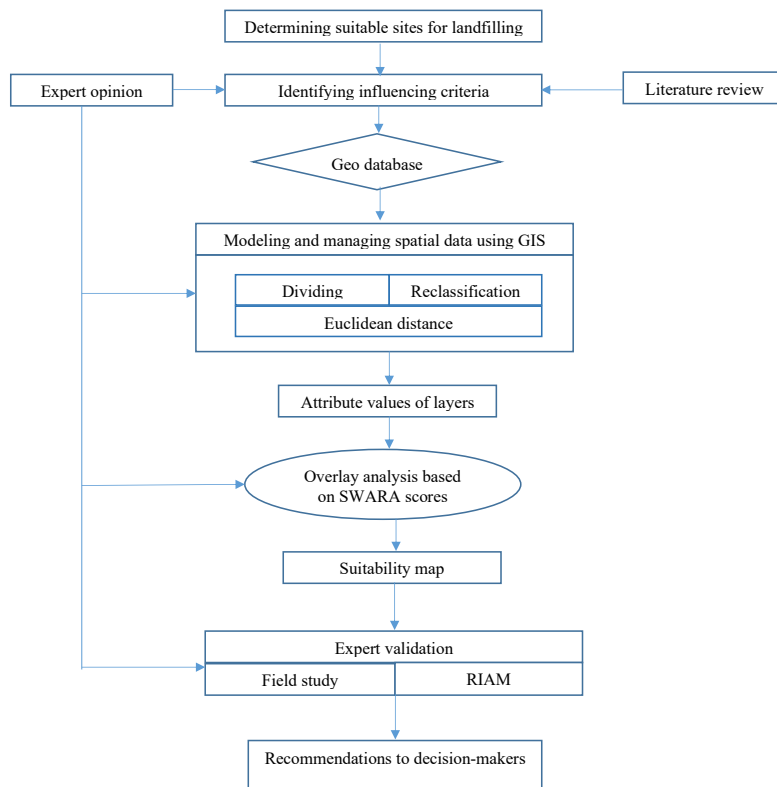 Determining suitable sites for landfilling
Expert opinion
Identifying influencing criteria
Literature review
Geo database
Modeling and managing spatial data using GIS
Dividing
Reclassification
Euclidean distance
Attribute values of layers
Overlay analysis based
on SWARA scores
Suitability map
Expert validation
Field study
RIAM
Recommendations to decision-makers